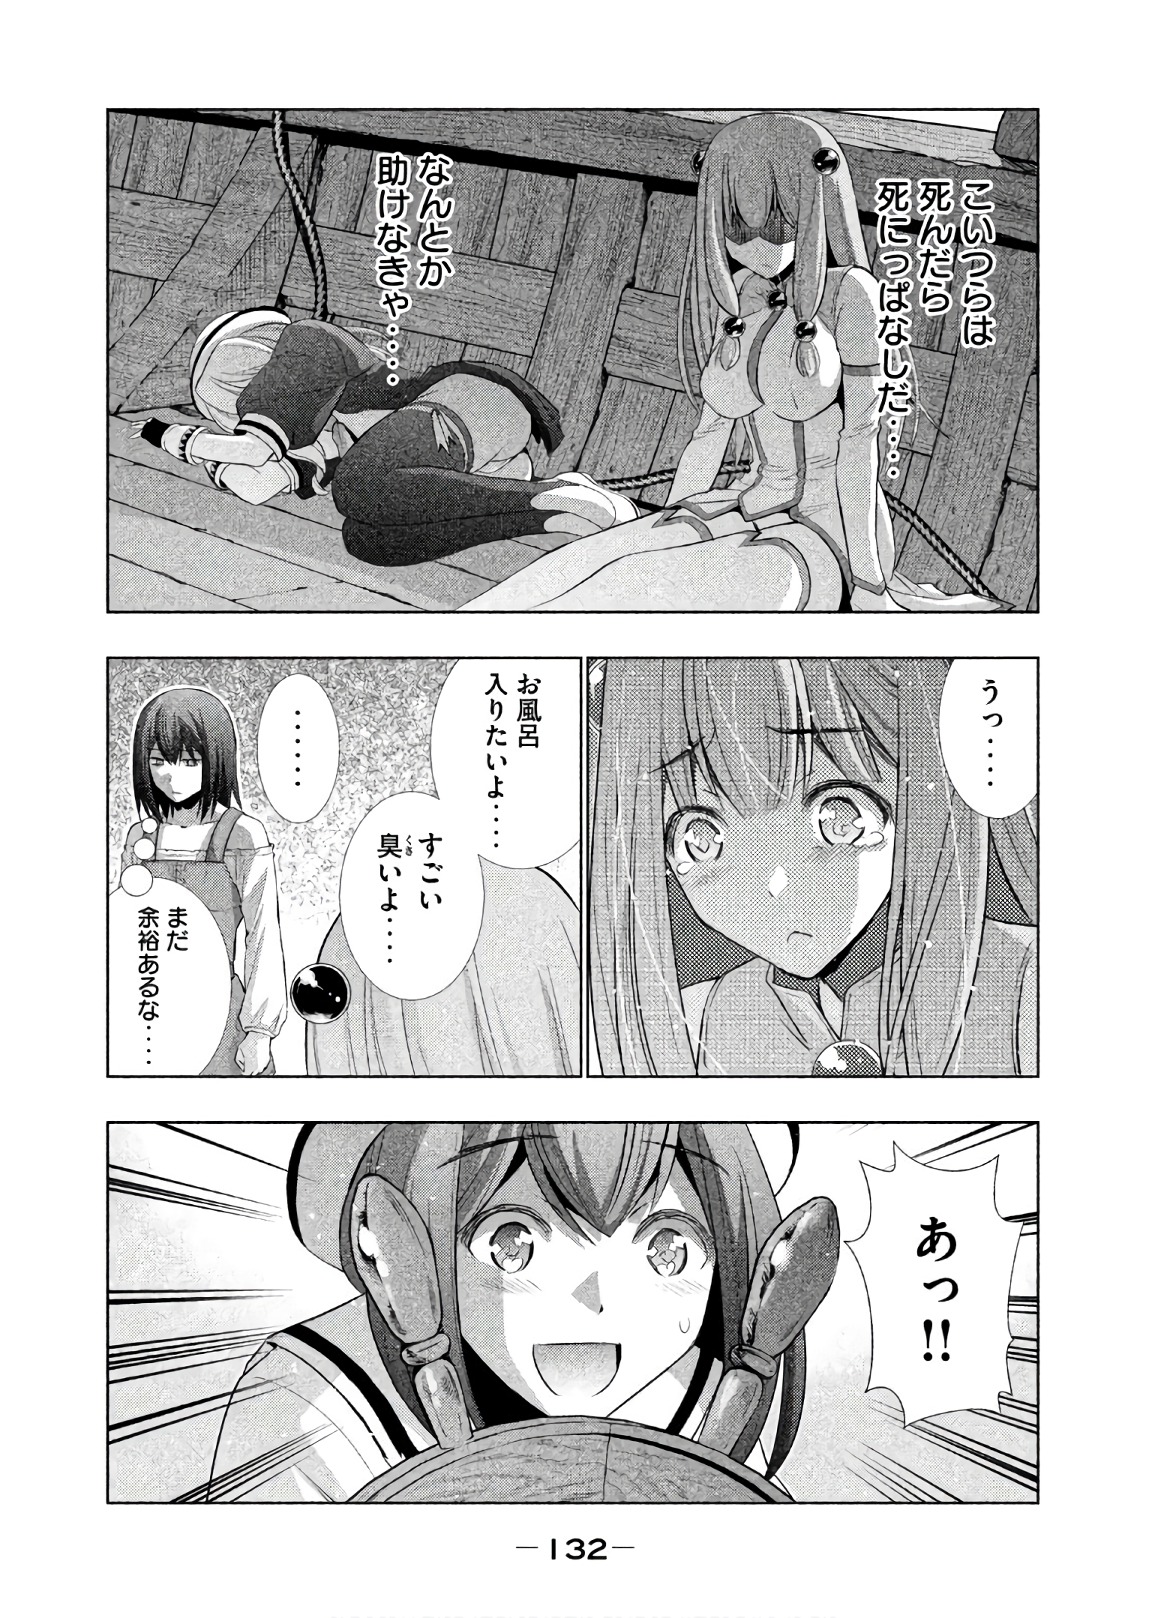 こいつらは
死んだら
死にっぱなしだ‥‥
なんとか
助けなきゃ‥‥
うっ‥‥
お風呂
入りたいよ‥‥
すごい
臭いよ‥‥
くさ
‥‥‥
まだ
余裕あるな‥‥
あっ!!
—132—